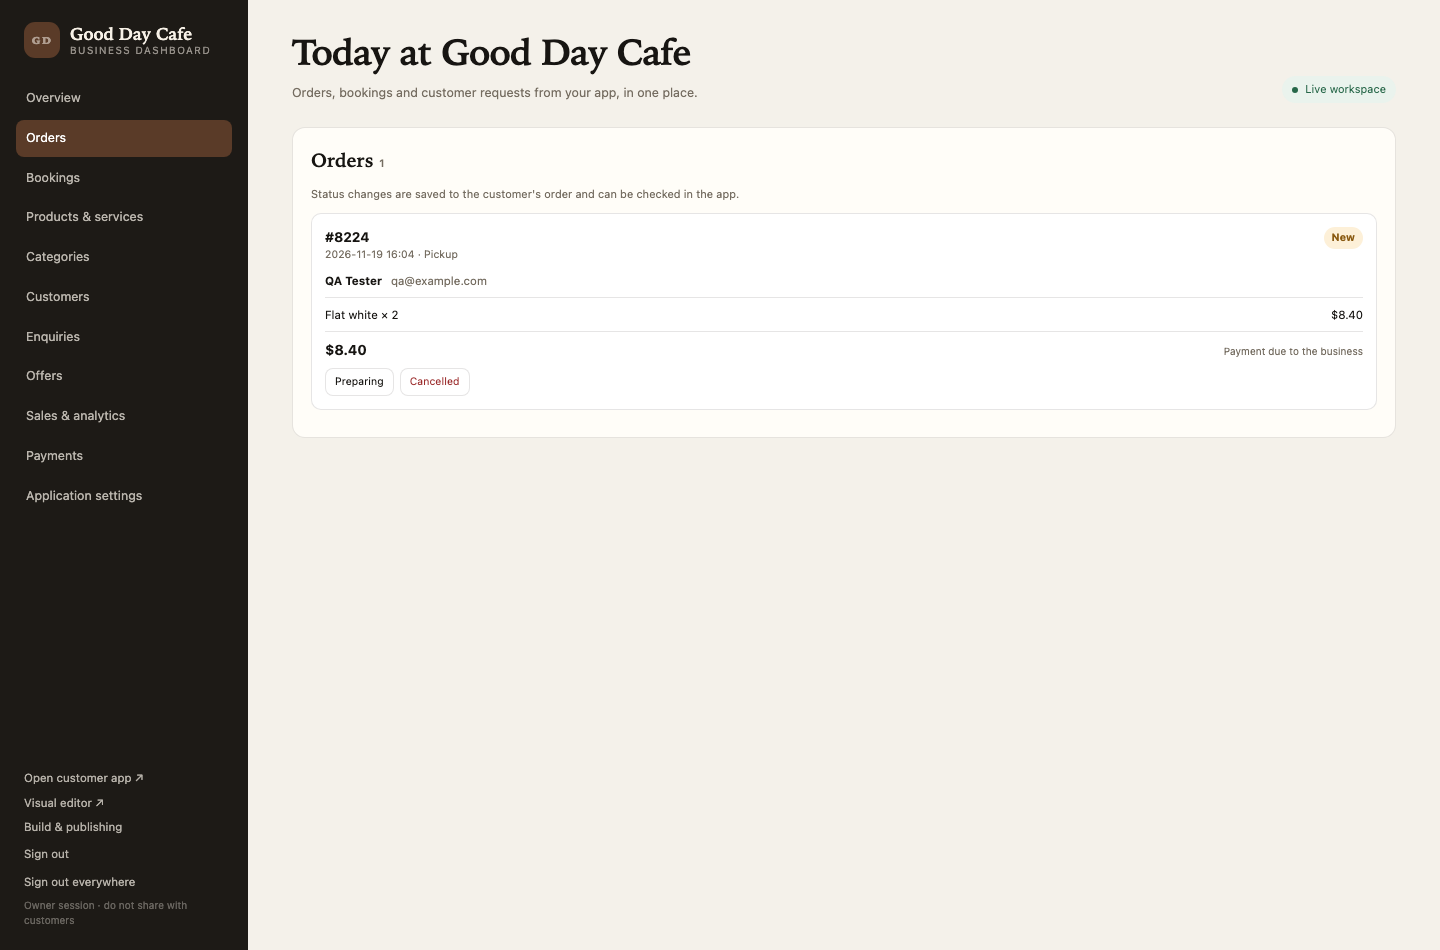 GD
Good Day Cafe
BUSINESS DASHBOARD
Overview
Orders
Bookings
Products & services
Categories
Customers
Enquiries
Offers
Sales & analytics
Payments
Application settings
Open customer app ↗
Visual editor ↗
Build & publishing
Sign out
Sign out everywhere
Owner session · do not share with
customers
Today at Good Day Cafe
Orders, bookings and customer requests from your app, in one place.
Live workspace
Orders 1
Status changes are saved to the customer's order and can be checked in the app.
#8224
New
2026-11-19 16:04 · Pickup
QA Tester qa@example.com
Flat white × 2 $8.40
$8.40 Payment due to the business
Preparing Cancelled